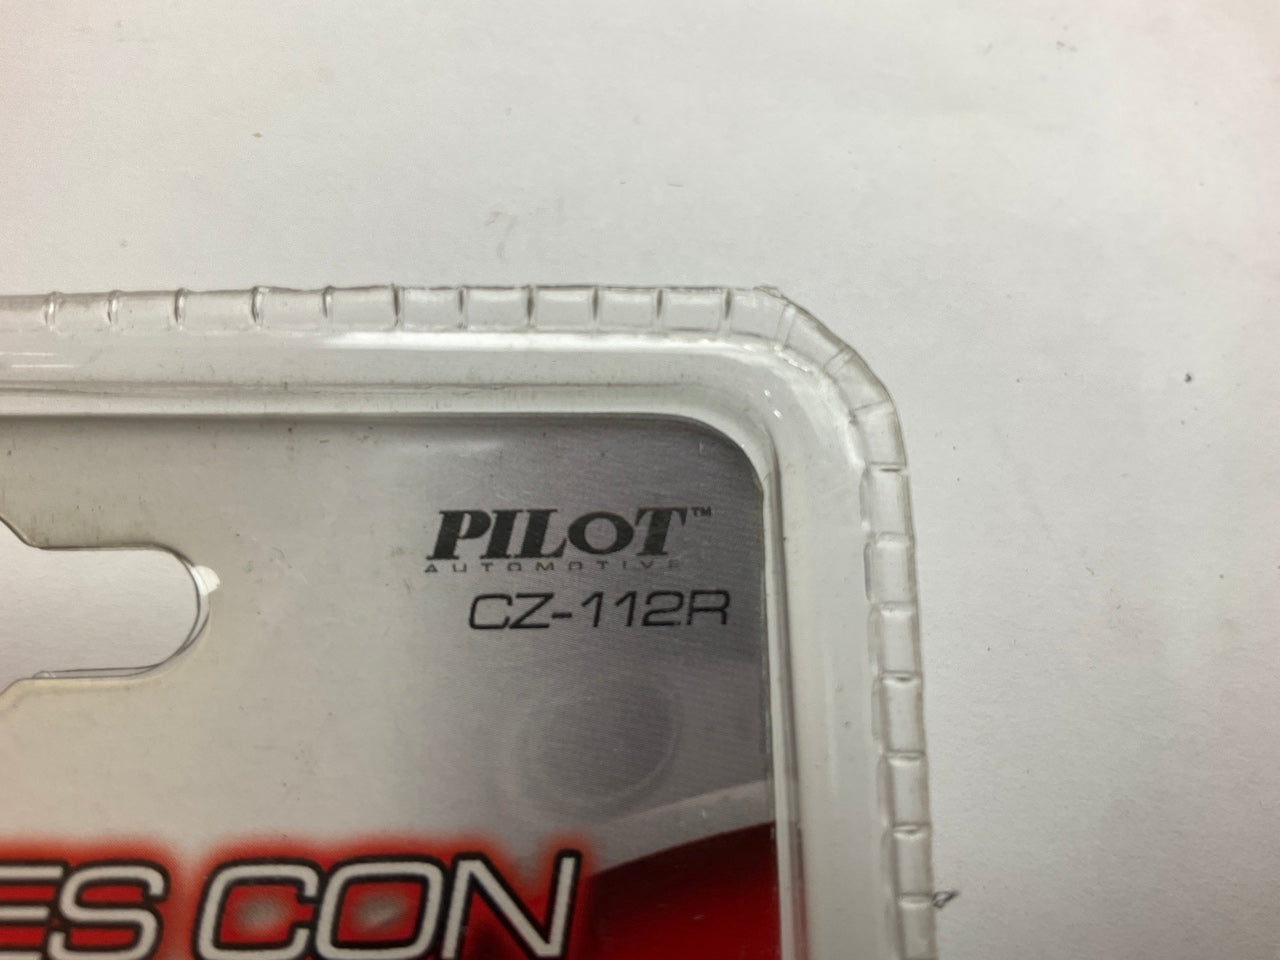 PILOT™
AUTOMOTIVE
CZ-112R
ES CON